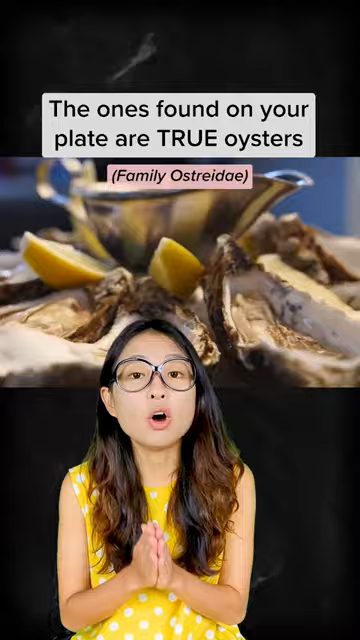 The ones found on your
plate are TRUE oysters
(Family Ostreidae)